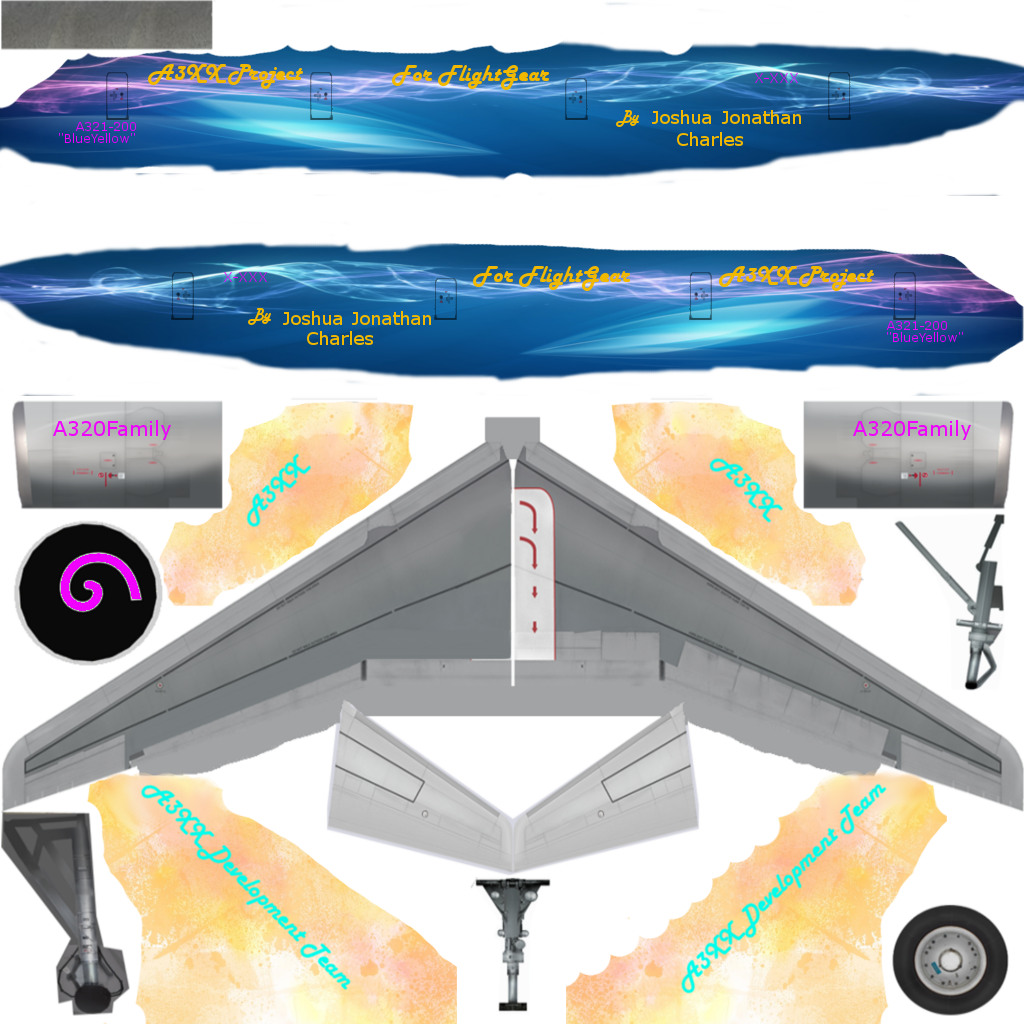 A3XX Project
For FlightGear
X-XXX
By Joshua Jonathan
Charles
A321-200
"BlueYellow"
X-XXX
For FlightGear
A3XX Project
By Joshua Jonathan
Charles
A321-200
"BlueYellow"
A320Family
A3XX
A3XX
A320Family
A3XX Development Team
A3XX Development Team